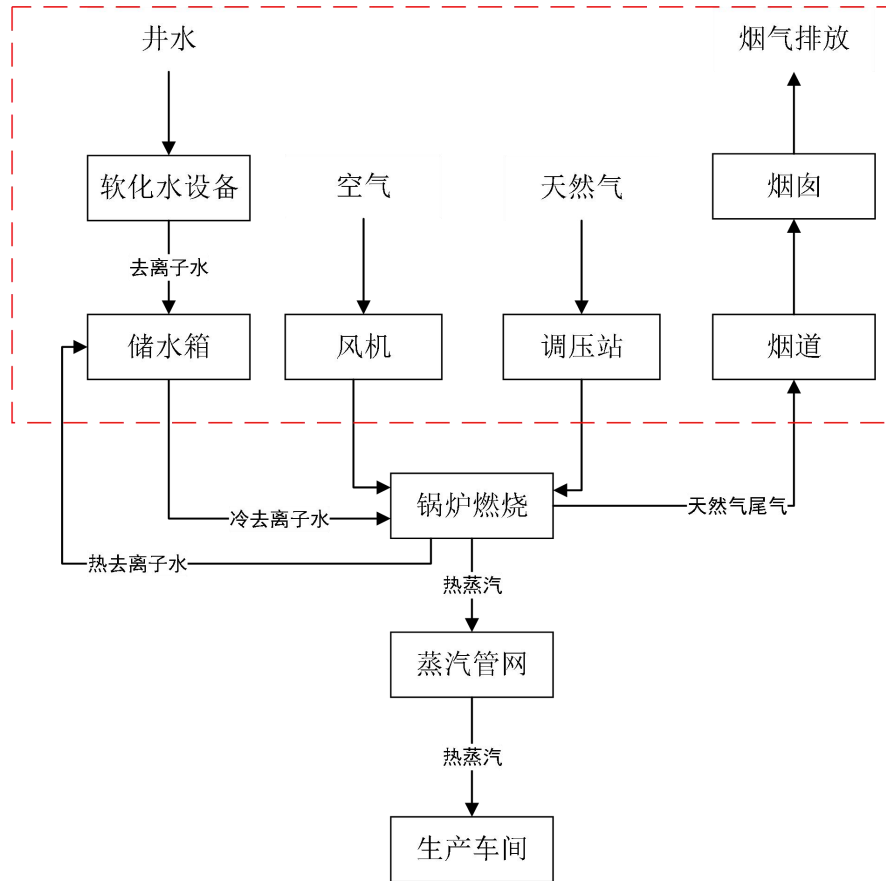 井水
烟气排放
软化水设备
空气
天然气
烟囱
去离子水
储水箱
风机
调压站
烟道
锅炉燃烧
天然气尾气
冷去离子水
热去离子水
热蒸汽
蒸汽管网
热蒸汽
生产车间